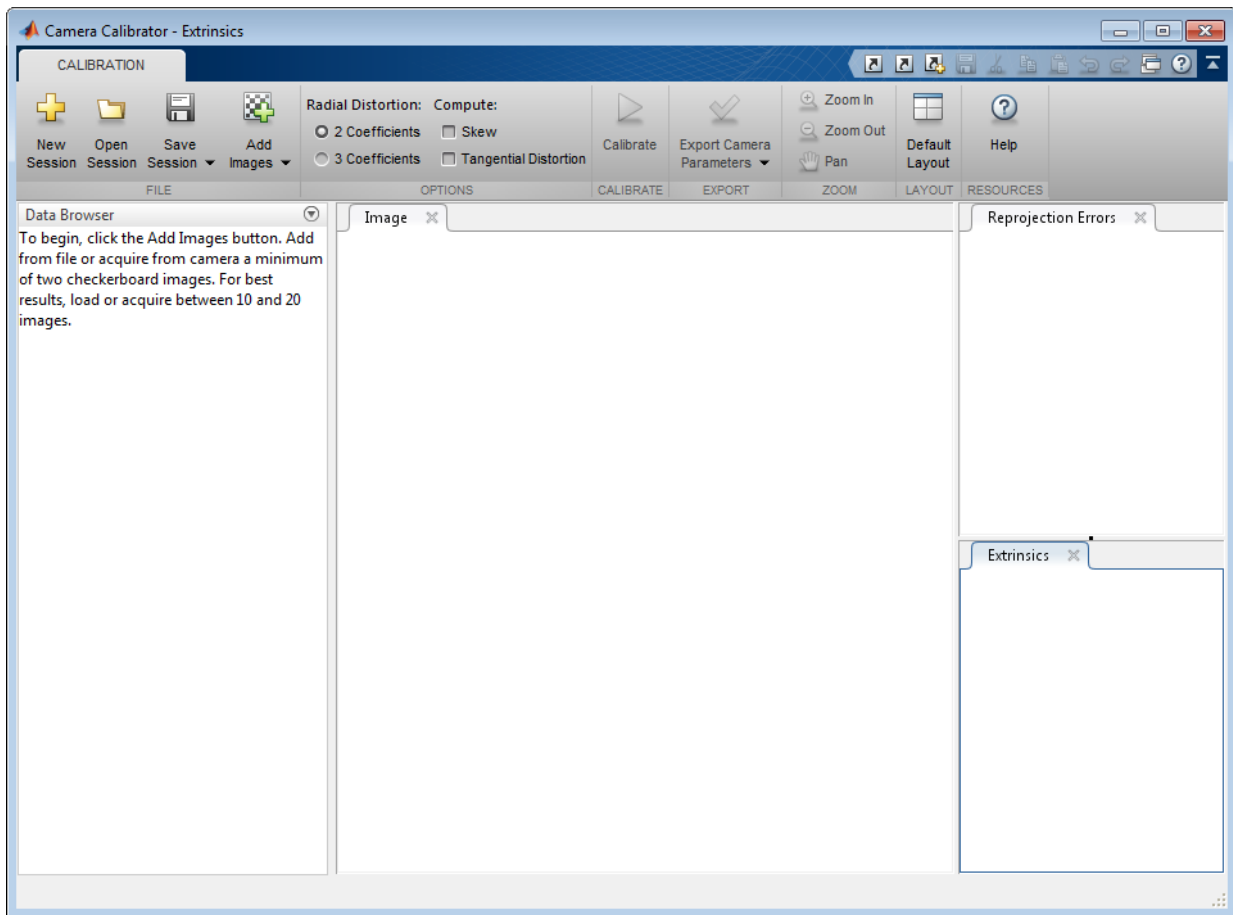 Camera Calibrator - Extrinsics
CALIBRATION
New Session
Open Session
Save Session
Add Images
FILE
Radial Distortion:
2 Coefficients
3 Coefficients
Compute:
Skew
Tangential Distortion
OPTIONS
Calibrate
CALIBRATE
Export Camera
Parameters
EXPORT
Zoom In
Zoom Out
Pan
ZOOM
Default
Layout
LAYOUT
Help
RESOURCES
Data Browser
To begin, click the Add Images button. Add
from file or acquire from camera a minimum
of two checkerboard images. For best
results, load or acquire between 10 and 20
images.
Image
Reprojection Errors
Extrinsics